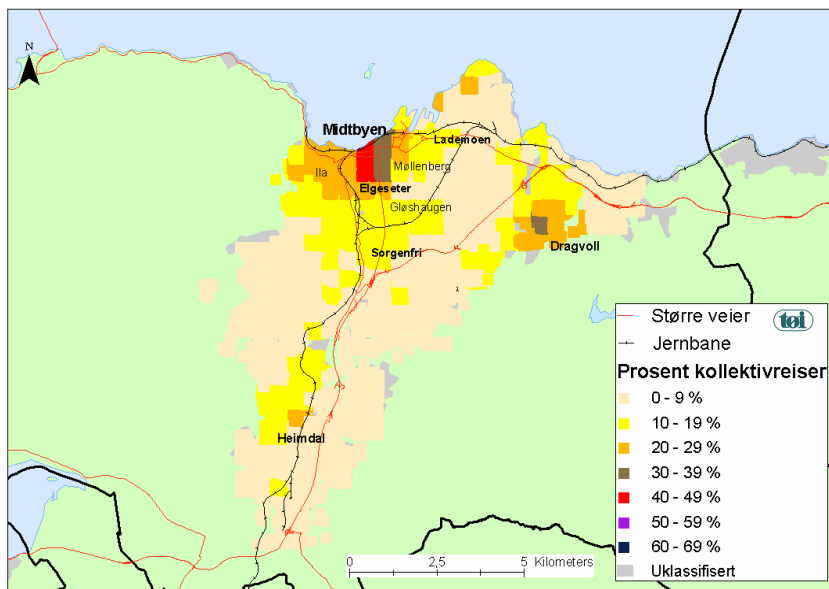 N
Midtbyen
Lademoen
Ila
Møllenberg
Elgeseter
Gløshaugen
Sorgenfri
Dragvoll
Heimdal
Større veier
tøi
Jernbane
Prosent kollektivreiser
0 - 9 %
10 - 19 %
20 - 29 %
30 - 39 %
40 - 49 %
50 - 59 %
60 - 69 %
Uklassifisert
0 2,5 5 Kilometers